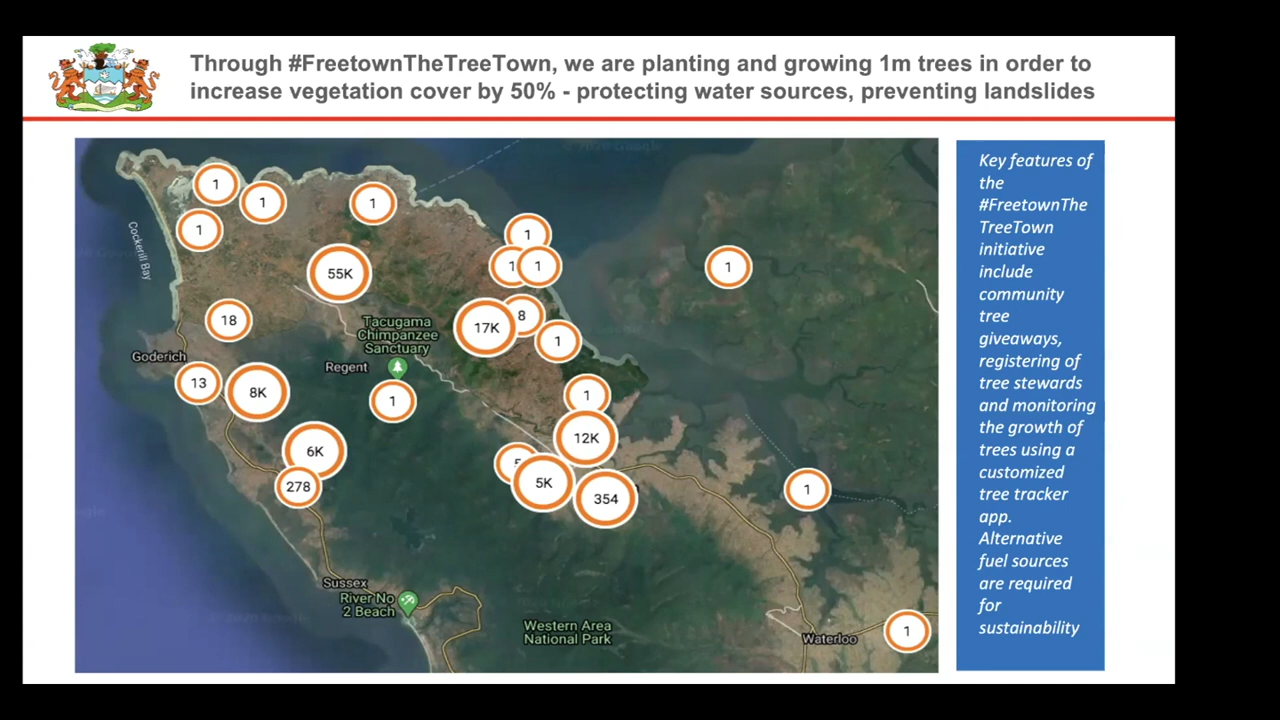 Through #FreetownTheTreeTown, we are planting and growing 1m trees in order to
increase vegetation cover by 50% - protecting water sources, preventing landslides
Key features of
the
#FreetownThe
TreeTown
initiative
include
community
tree
giveaways,
registering of
tree stewards
and monitoring
the growth of
trees using a
customized
tree tracker
app.
Alternative
fuel sources
are required
for
sustainability
1
1
1
1
Cockerill Bay
1
1
1
1
55K
18
8
17K
1
Tacugama
Chimpanzee
Sanctuary
Goderich
Regent
13
8K
1
1
12K
6K
278
5K
354
1
Sussex
River No
2 Beach
Western Area
National Park
Waterloo
1